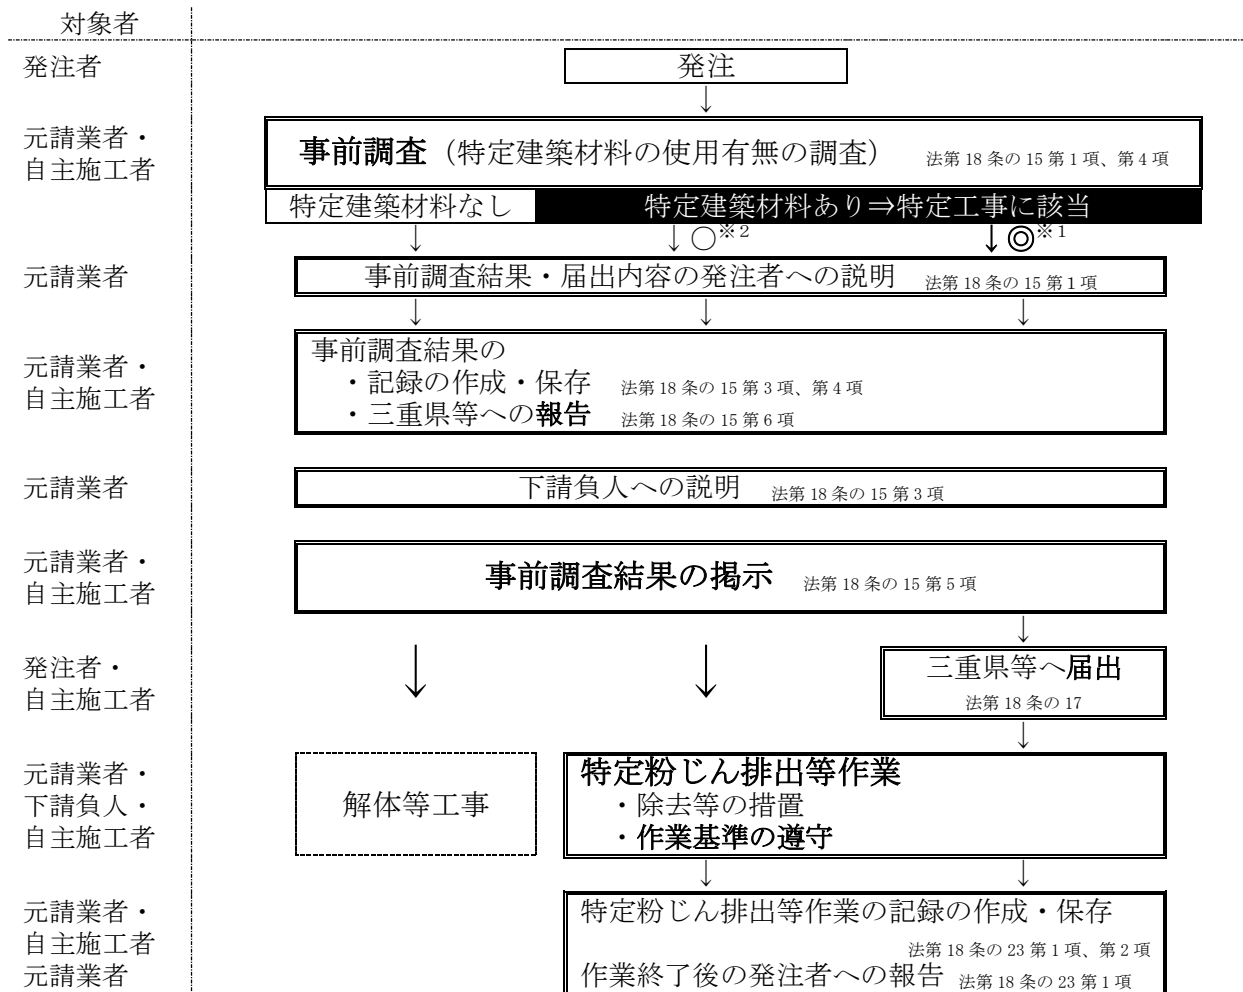 対象者
発注者
発注
↓
元請業者・
自主施工者
事前調査（特定建築材料の使用有無の調査） 法第 18 条の 15 第 1 項、第 4 項
特定建築材料なし 特定建築材料あり⇒特定工事に該当
↓ ↓ ○※2 ↓ ◎※1
元請業者
事前調査結果・届出内容の発注者への説明 法第 18 条の 15 第 1 項
↓ ↓ ↓
元請業者・
自主施工者
事前調査結果の
・記録の作成・保存 法第 18 条の 15 第 3 項、第 4 項
・三重県等への報告 法第 18 条の 15 第 6 項
元請業者
下請負人への説明 法第 18 条の 15 第 3 項
元請業者・
自主施工者
事前調査結果の掲示 法第 18 条の 15 第 5 項
↓
発注者・
自主施工者
↓ ↓
三重県等へ届出
法第 18 条の 17
↓
元請業者・
下請負人・
自主施工者
解体等工事
特定粉じん排出等作業
・除去等の措置
・作業基準の遵守
↓ ↓
元請業者・
自主施工者
元請業者
特定粉じん排出等作業の記録の作成・保存
法第 18 条の 23 第 1 項、第 2 項
作業終了後の発注者への報告 法第 18 条の 23 第 1 項